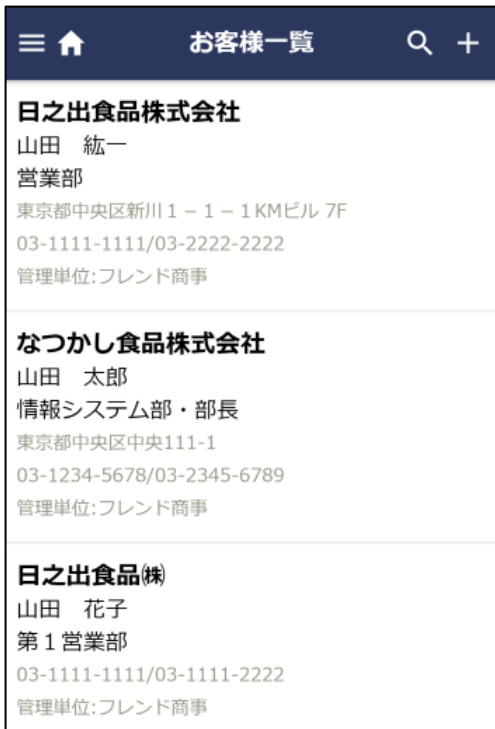 お客様一覧
日之出食品株式会社
山田　紘一
営業部
東京都中央区新川１－１－１KMビル 7F
03-1111-1111/03-2222-2222
管理単位:フレンド商事
なつかし食品株式会社
山田　太郎
情報システム部・部長
東京都中央区中央111-1
03-1234-5678/03-2345-6789
管理単位:フレンド商事
日之出食品㈱
山田　花子
第１営業部
03-1111-1111/03-1111-2222
管理単位:フレンド商事